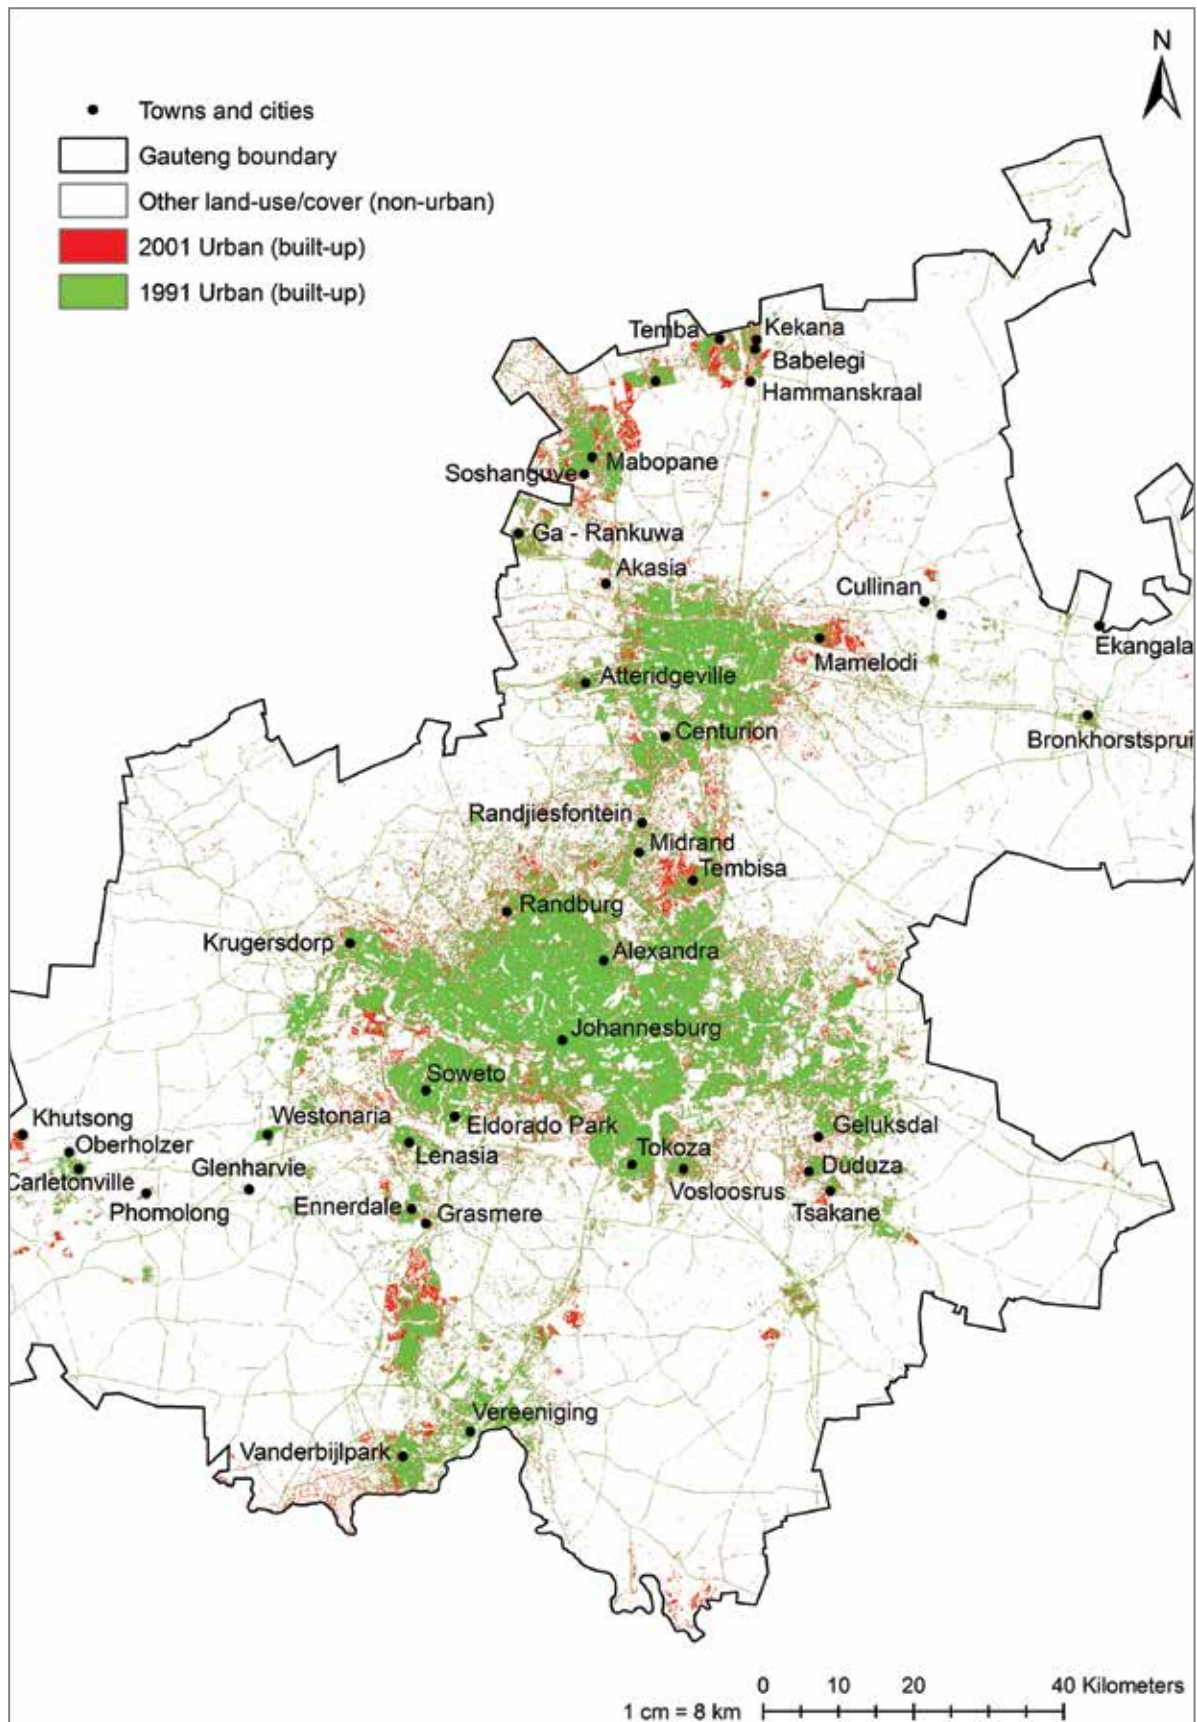 N
Towns and cities
Gauteng boundary
Other land-use/cover (non-urban)
2001 Urban (built-up)
1991 Urban (built-up)
Temba
Kekana
Babelegi
Hammanskraal
Mabopane
Soshanguve
Ga - Rankuwa
Akasia
Cullinan
Ekangala
Mamelodi
Atteridgeville
Centurion
Bronkhorstsprui
Randjiesfontein
Midrand
Tembisa
Randburg
Krugersdorp
Alexandra
Johannesburg
Soweto
Khutsong
Westonaria
Eldorado Park
Geluksdal
Oberholzer
Lenasia
Tokoza
Glenharvie
Duduza
Carletonville
Vosloosrus
Phomolong
Ennerdale
Grasmere
Tsakane
Vereeniging
Vanderbijlpark
0 10 20 40 Kilometers
1 cm = 8 km